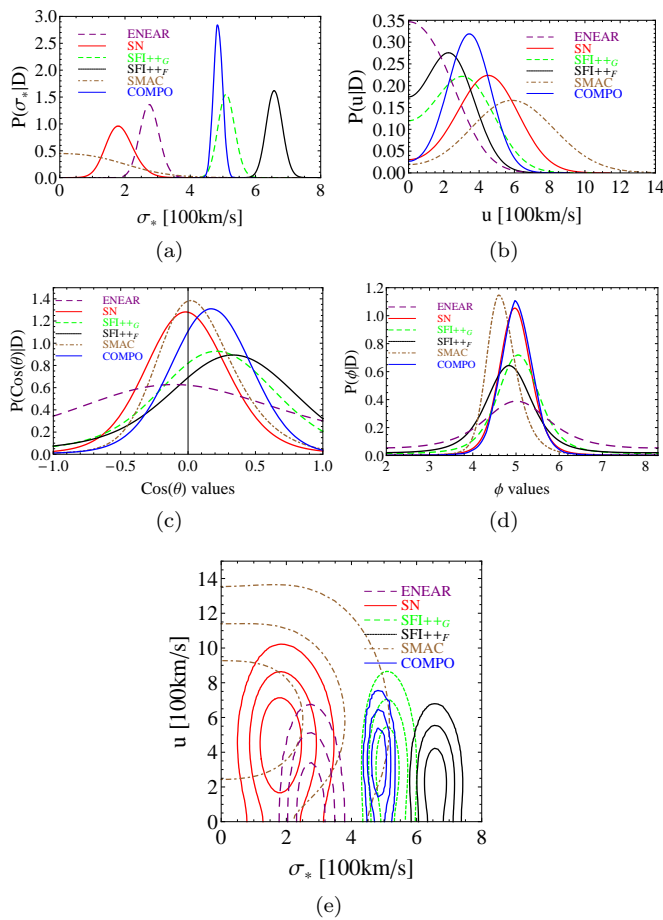 3.0
2.5
2.0
1.5
1.0
0.5
0.0
P(σ*|D)
ENEAR
SN
SFI++G
SFI++F
SMAC
COMPO
0 2 4 6 8
σ* [100km/s]
(a)
0.35
0.30
0.25
0.20
0.15
0.10
0.05
0.00
P(u|D)
ENEAR
SN
SFI++G
SFI++F
SMAC
COMPO
0 2 4 6 8 10 12 14
u [100km/s]
(b)
1.4
1.2
1.0
0.8
0.6
0.4
0.2
0.0
P(Cos(θ)|D)
ENEAR
SN
SFI++G
SFI++F
SMAC
COMPO
−1.0 −0.5 0.0 0.5 1.0
Cos(θ) values
(c)
1.2
1.0
0.8
0.6
0.4
0.2
0.0
P(ϕ|D)
ENEAR
SN
SFI++G
SFI++F
SMAC
COMPO
2 3 4 5 6 7 8
ϕ values
(d)
14
12
10
8
6
4
2
0
u [100km/s]
ENEAR
SN
SFI++G
SFI++F
SMAC
COMPO
0 2 4 6 8
σ* [100km/s]
(e)